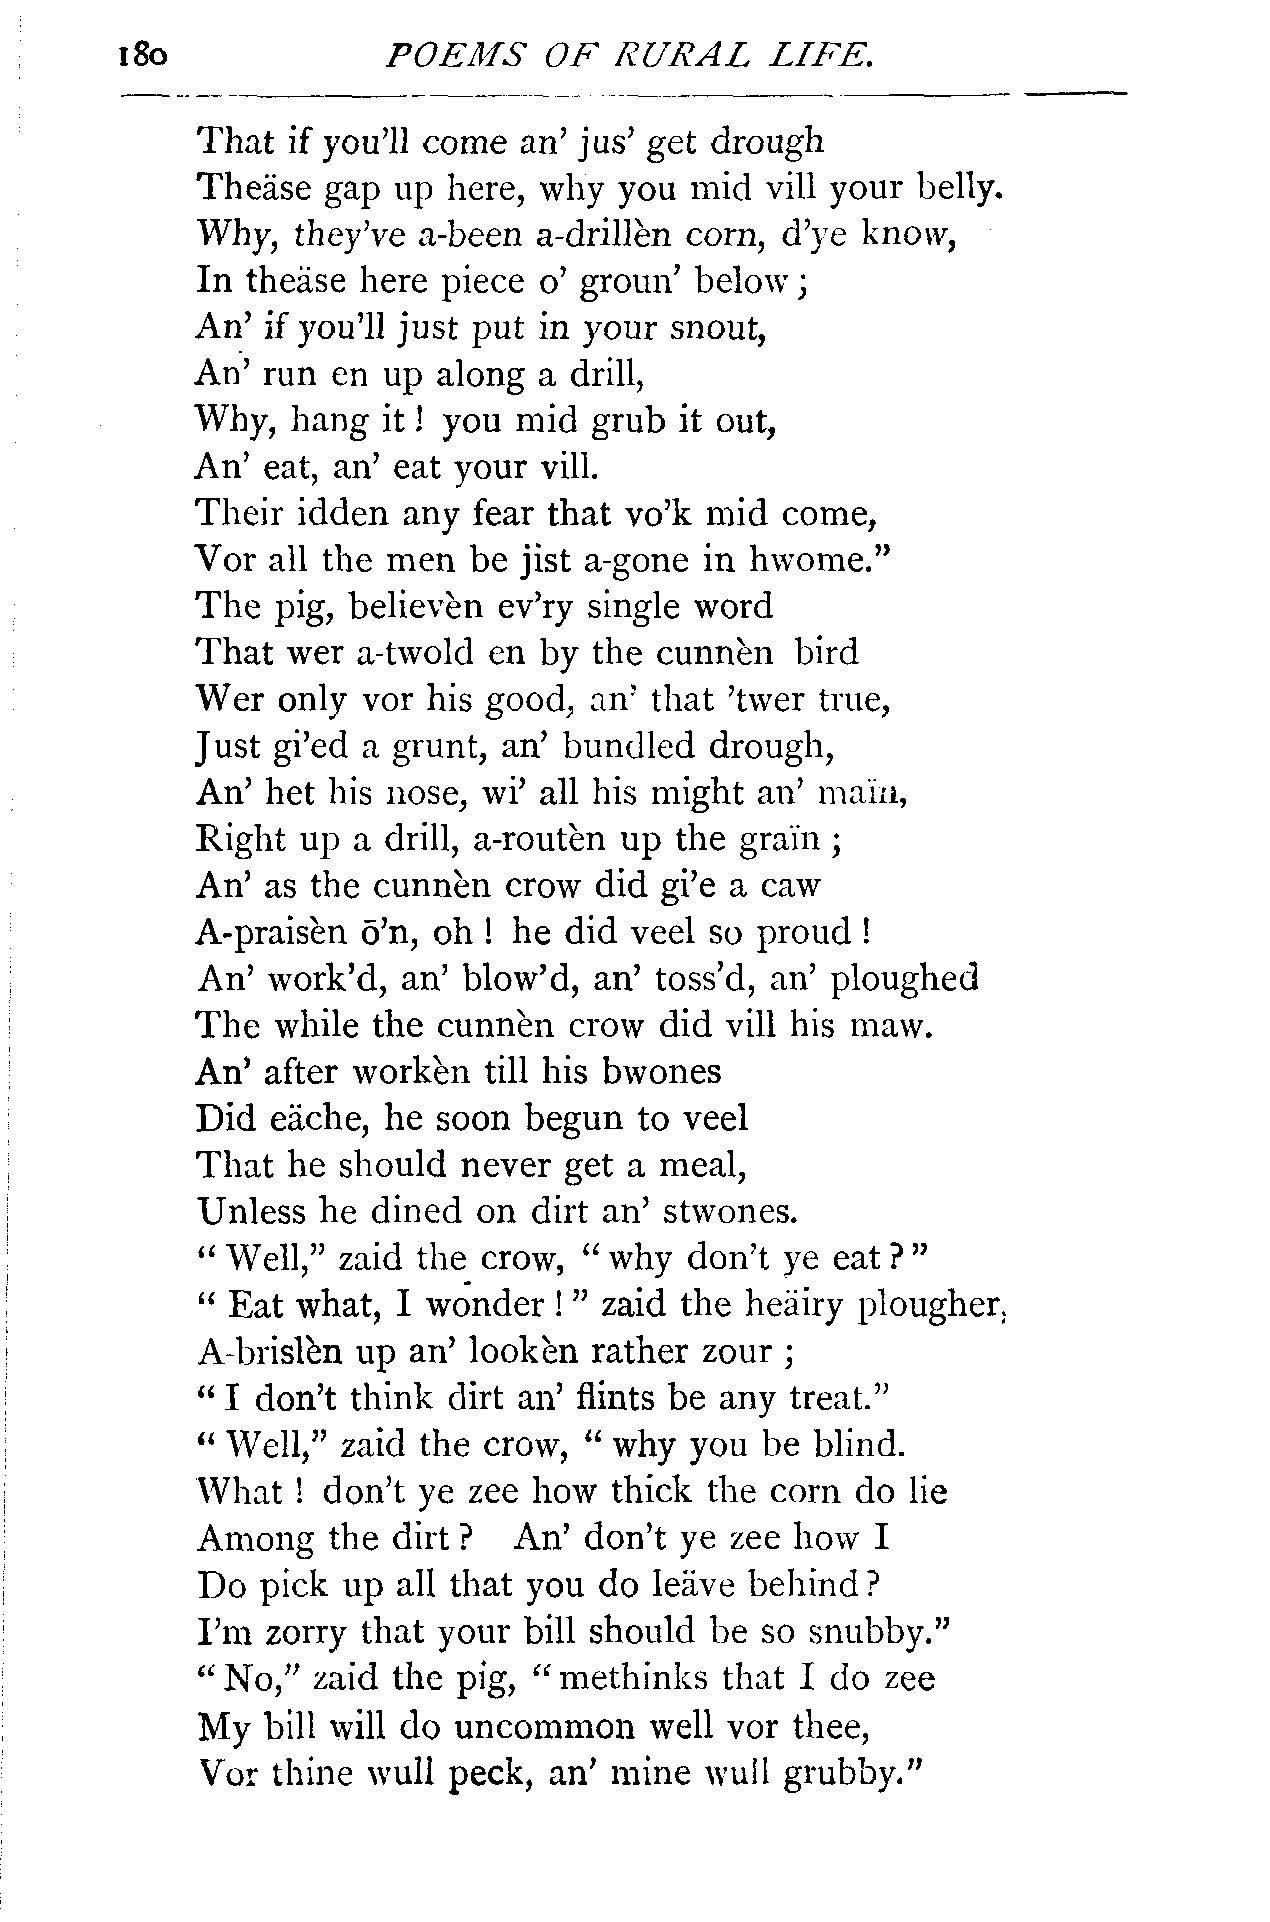 180 POEMS OF RURAL LIFE.
That if you'll come an' jus' get drough
Theäse gap up here, why you mid vill your belly.
Why, they've a-been a-drillèn corn, d'ye know,
In theäse here piece o' groun' below;
An' if you'll just put in your snout,
An' run en up along a drill,
Why, hang it! you mid grub it out,
An' eat, an' eat your vill.
Their idden any fear that vo'k mid come,
Vor all the men be jist a-gone in hwome."
The pig, believèn ev'ry single word
That wer a-twold en by the cunnèn bird
Wer only vor his good, an' that 'twer true,
Just gi'ed a grunt, an' bundled drough,
An' het his nose, wi' all his might an' maïn,
Right up a drill, a-routèn up the graïn;
An' as the cunnèn crow did gi'e a caw
A-praisèn ō'n, oh! he did veel so proud!
An' work'd, an' blow'd, an' toss'd, an' ploughed
The while the cunnèn crow did vill his maw.
An' after workèn till his bwones
Did eäche, he soon begun to veel
That he should never get a meal,
Unless he dined on dirt an' stwones.
"Well," zaid the crow, "why don't ye eat?"
"Eat what, I wonder!" zaid the heäiry plougher,
A-brislèn up an' lookèn rather zour;
"I don't think dirt an' flints be any treat."
"Well," zaid the crow, "why you be blind.
What! don't ye zee how thick the corn do lie
Among the dirt? An' don't ye zee how I
Do pick up all that you do leäve behind?
I'm zorry that your bill should be so snubby."
"No," zaid the pig, "methinks that I do zee
My bill will do uncommon well vor thee,
Vor thine wull peck, an' mine wull grubby."